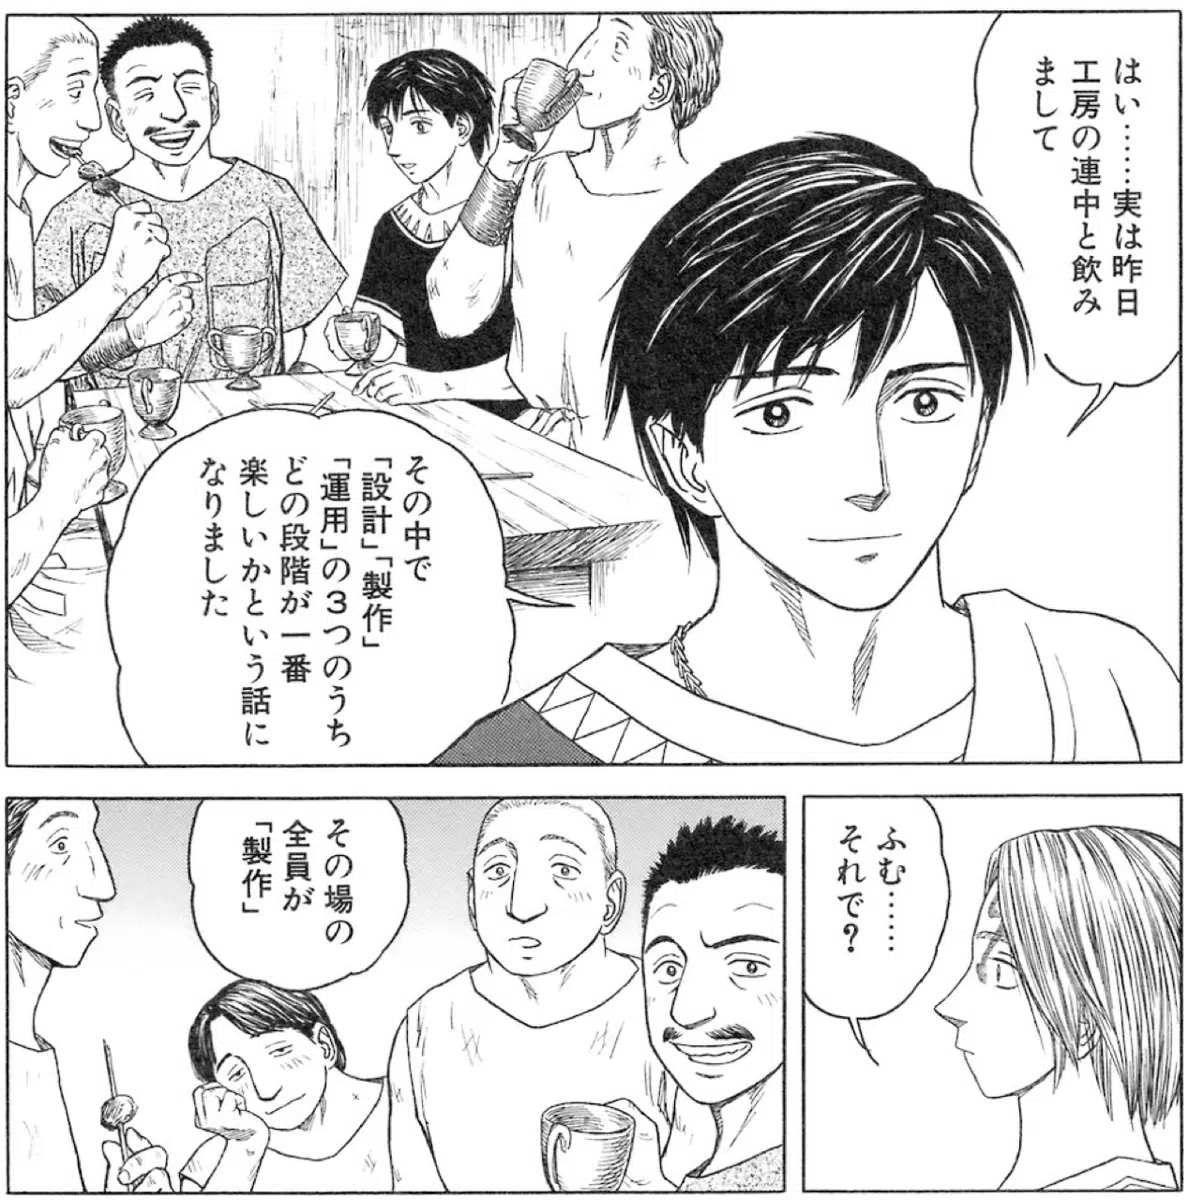 はい……実は昨日
工房の連中と飲み
まして
その中で
「設計」「製作」
「運用」の3つのうち
どの段階が一番
楽しいかという話に
なりました
ふむ……
それで?
その場の
全員が
「製作」